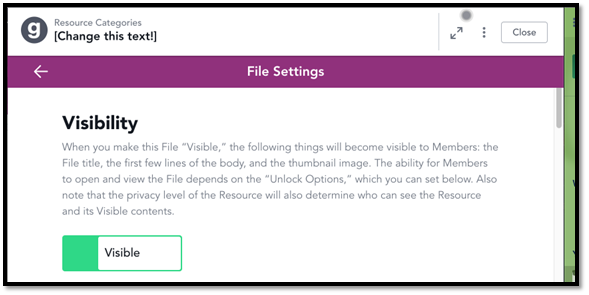 g
Resource Categories
[Change this text!]
Close
File Settings
Visibility
When you make this File “Visible,” the following things will become visible to Members: the
File title, the first few lines of the body, and the thumbnail image. The ability for Members
to open and view the File depends on the “Unlock Options,” which you can set below. Also
note that the privacy level of the Resource will also determine who can see the Resource
and its Visible contents.
Visible